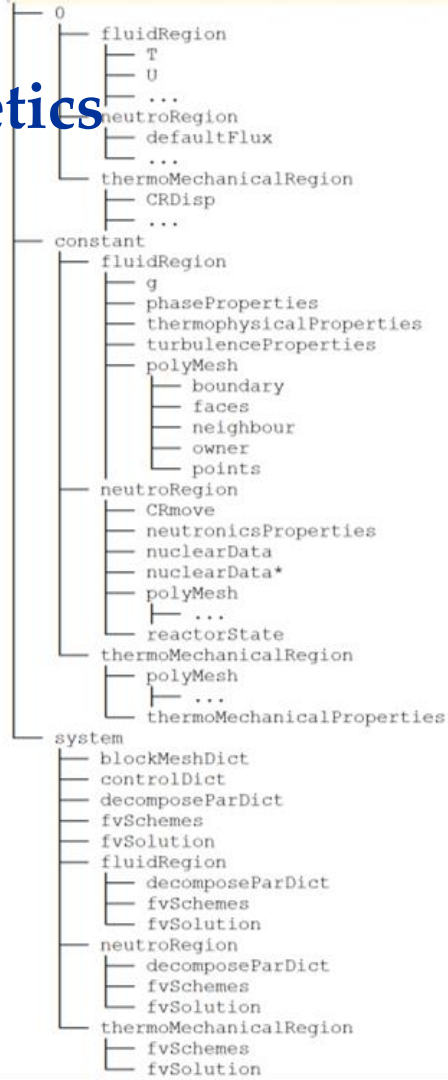 0
fluidRegion
T
U
...
etics
neutroRegion
defaultFlux
...
thermoMechanicalRegion
CRDisp
...
constant
fluidRegion
g
phaseProperties
thermophysicalProperties
turbulenceProperties
polyMesh
boundary
faces
neighbour
owner
points
neutroRegion
CRmove
neutronicsProperties
nuclearData
nuclearData*
polyMesh
...
reactorState
thermoMechanicalRegion
polyMesh
...
thermoMechanicalProperties
system
blockMeshDict
controlDict
decomposeParDict
fvSchemes
fvSolution
fluidRegion
decomposeParDict
fvSchemes
fvSolution
neutroRegion
decomposeParDict
fvSchemes
fvSolution
thermoMechanicalRegion
fvSchemes
fvSolution